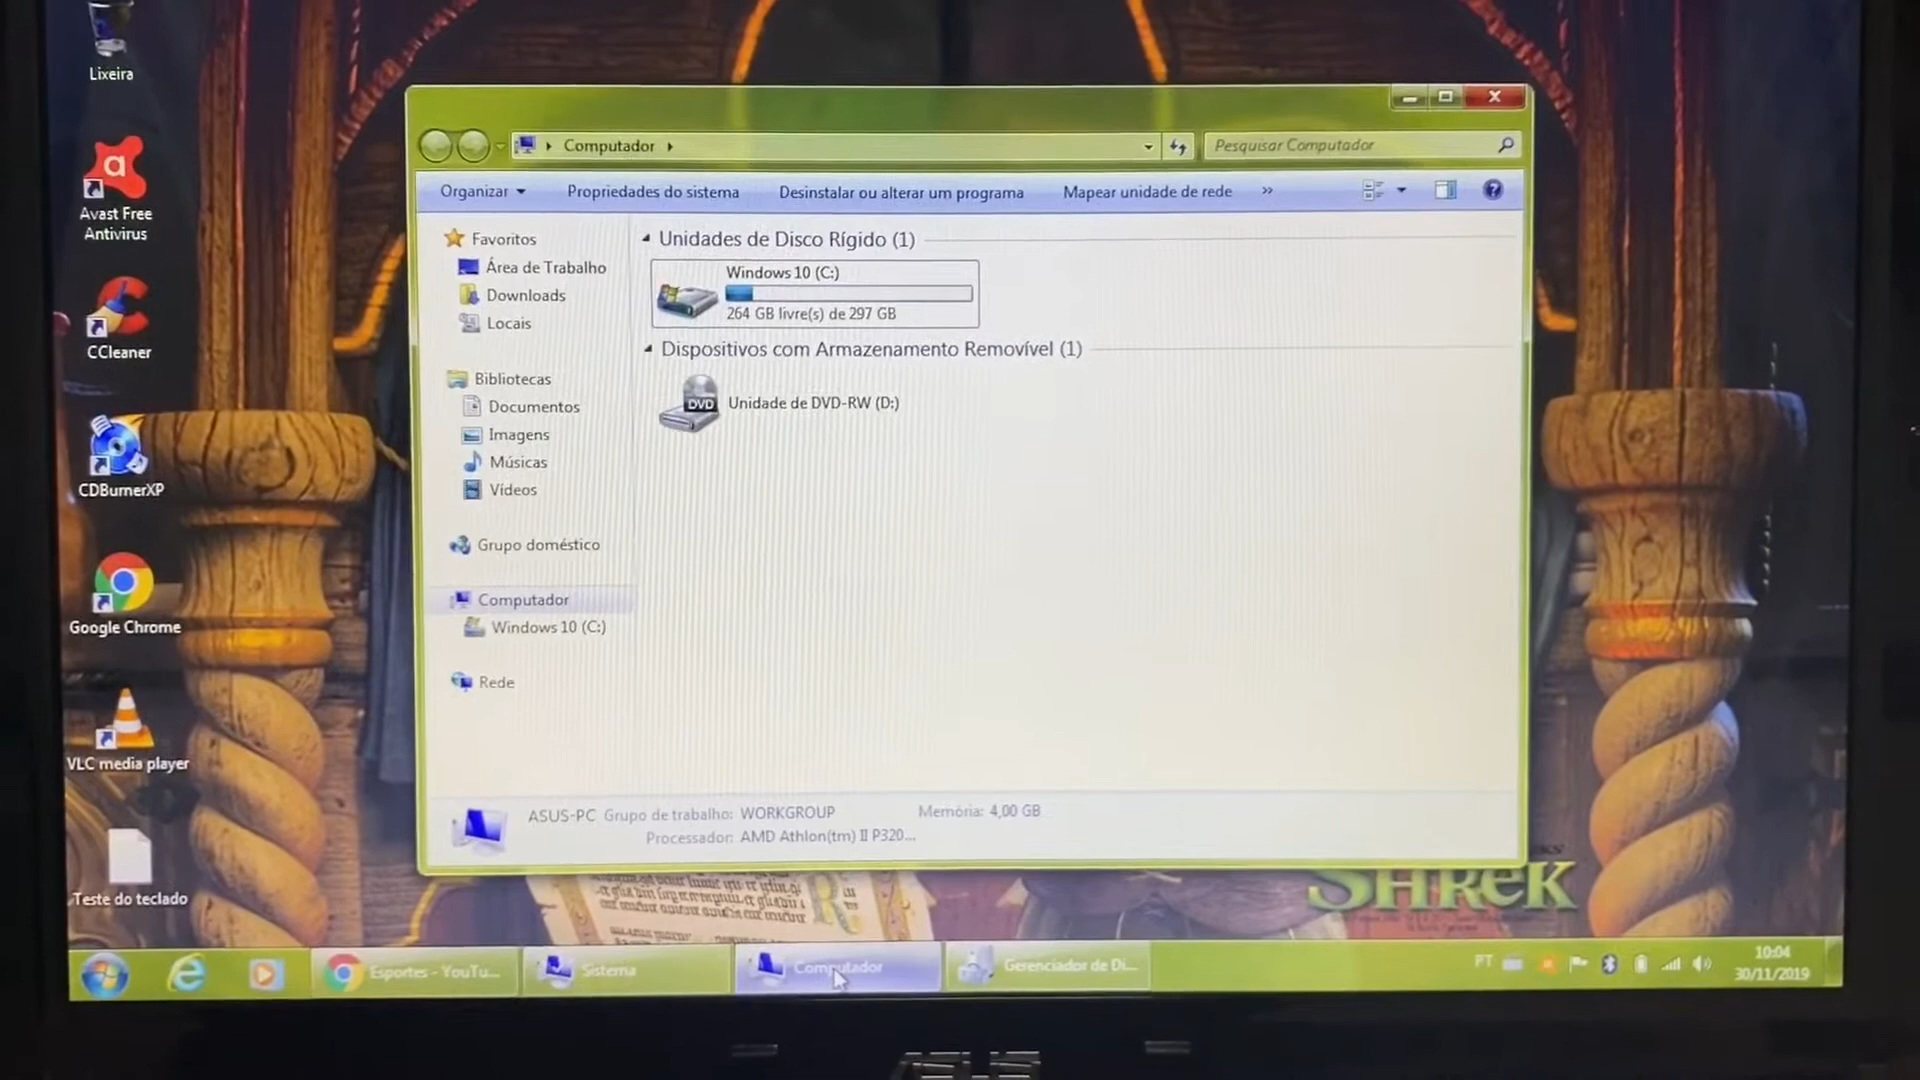 Lixeira
Avast Free
Antivirus
CCleaner
CDBurnerXP
Google Chrome
VLC media player
Teste do teclado
Computador
Pesquisar Computador
Organizar
Propriedades do sistema
Desinstalar ou alterar um programa
Mapear unidade de rede
»
Favoritos
Área de Trabalho
Downloads
Locais
Bibliotecas
Documentos
Imagens
Músicas
Vídeos
Grupo doméstico
Computador
Windows 10 (C:)
Rede
Unidades de Disco Rígido (1)
Windows 10 (C:)
264 GB livre(s) de 297 GB
Dispositivos com Armazenamento Removível (1)
DVD
Unidade de DVD-RW (D:)
ASUS-PC Grupo de trabalho: WORKGROUP Memória: 4,00 GB
Processador: AMD Athlon(tm) II P320...
SHREK
Esportes - YouTu...
Sistema
Computador
Gerenciador de Di...
PT
10:04
30/11/2019
ASUS